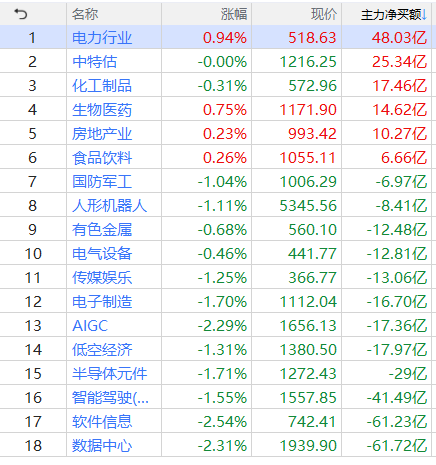 名称 涨幅 现价 主力净买额↓
1 电力行业 0.94% 518.63 48.03亿
2 中特估 -0.00% 1216.25 25.34亿
3 化工制品 -0.31% 572.96 17.46亿
4 生物医药 0.75% 1171.90 14.62亿
5 房地产业 0.23% 993.42 10.27亿
6 食品饮料 0.26% 1055.11 6.66亿
7 国防军工 -1.04% 1006.29 -6.97亿
8 人形机器人 -1.11% 5345.56 -8.41亿
9 有色金属 -0.68% 560.10 -12.48亿
10 电气设备 -0.46% 441.77 -12.81亿
11 传媒娱乐 -1.25% 366.77 -13.06亿
12 电子制造 -1.70% 1112.04 -16.70亿
13 AIGC -2.29% 1656.13 -17.36亿
14 低空经济 -1.31% 1380.50 -17.97亿
15 半导体元件 -1.71% 1272.43 -29亿
16 智能驾驶(... -1.55% 1557.85 -41.49亿
17 软件信息 -2.54% 742.41 -61.23亿
18 数据中心 -2.31% 1939.90 -61.72亿